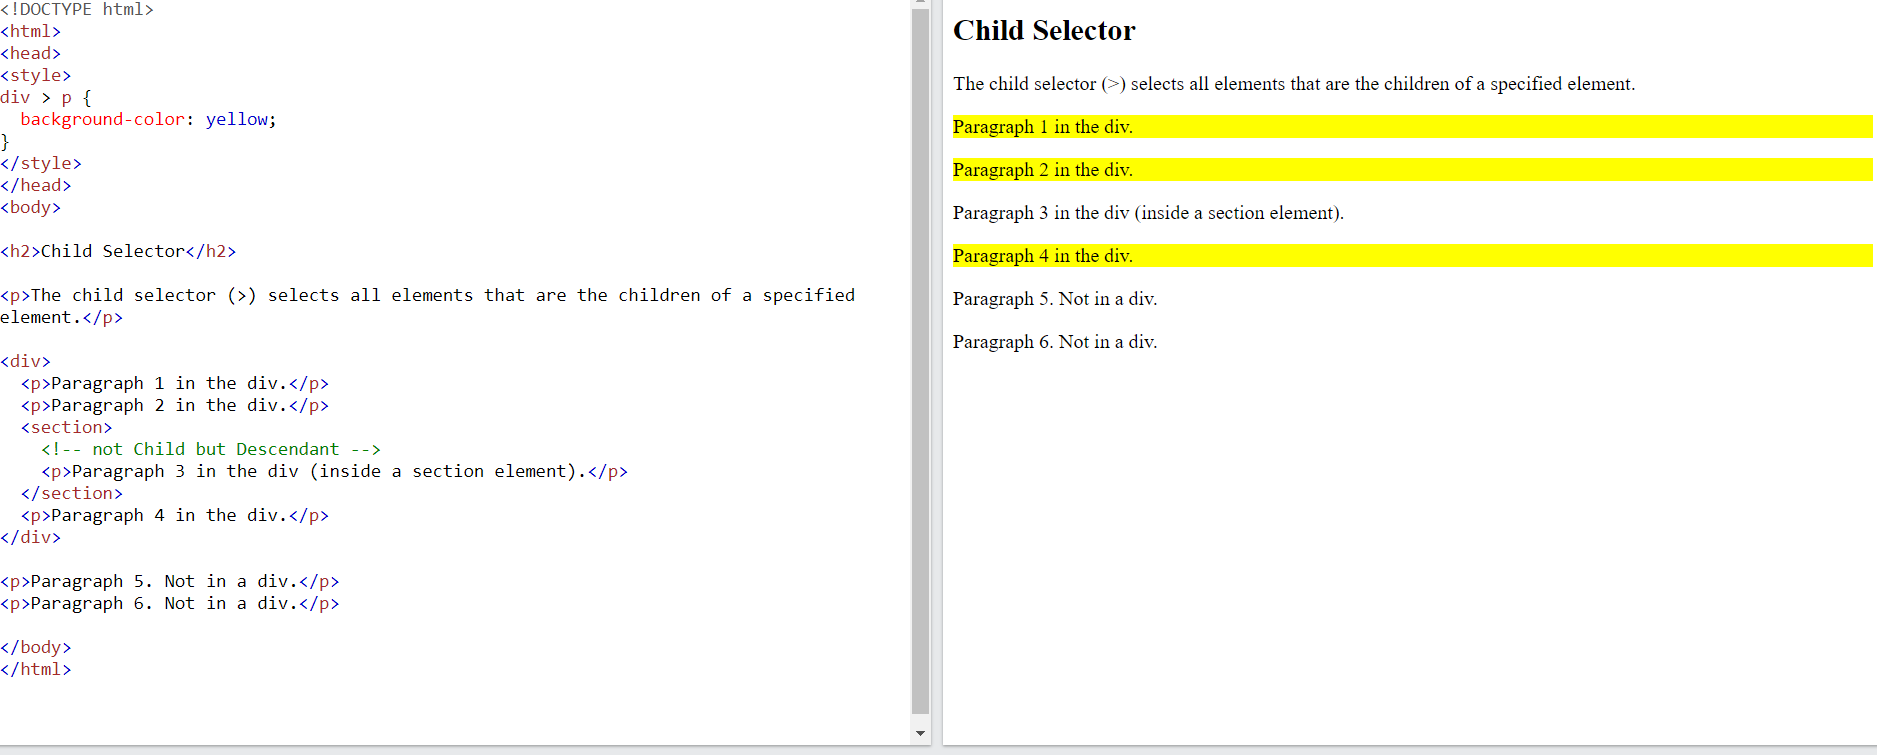 <!DOCTYPE html>
<html>
<head>
<style>
div > p {
  background-color: yellow;
}
</style>
</head>
<body>

<h2>Child Selector</h2>

<p>The child selector (>) selects all elements that are the children of a specified
element.</p>

<div>
  <p>Paragraph 1 in the div.</p>
  <p>Paragraph 2 in the div.</p>
  <section>
    <!-- not Child but Descendant -->
    <p>Paragraph 3 in the div (inside a section element).</p>
  </section>
  <p>Paragraph 4 in the div.</p>
</div>

<p>Paragraph 5. Not in a div.</p>
<p>Paragraph 6. Not in a div.</p>

</body>
</html>

Child Selector
The child selector (>) selects all elements that are the children of a specified element.
Paragraph 1 in the div.
Paragraph 2 in the div.
Paragraph 3 in the div (inside a section element).
Paragraph 4 in the div.
Paragraph 5. Not in a div.
Paragraph 6. Not in a div.